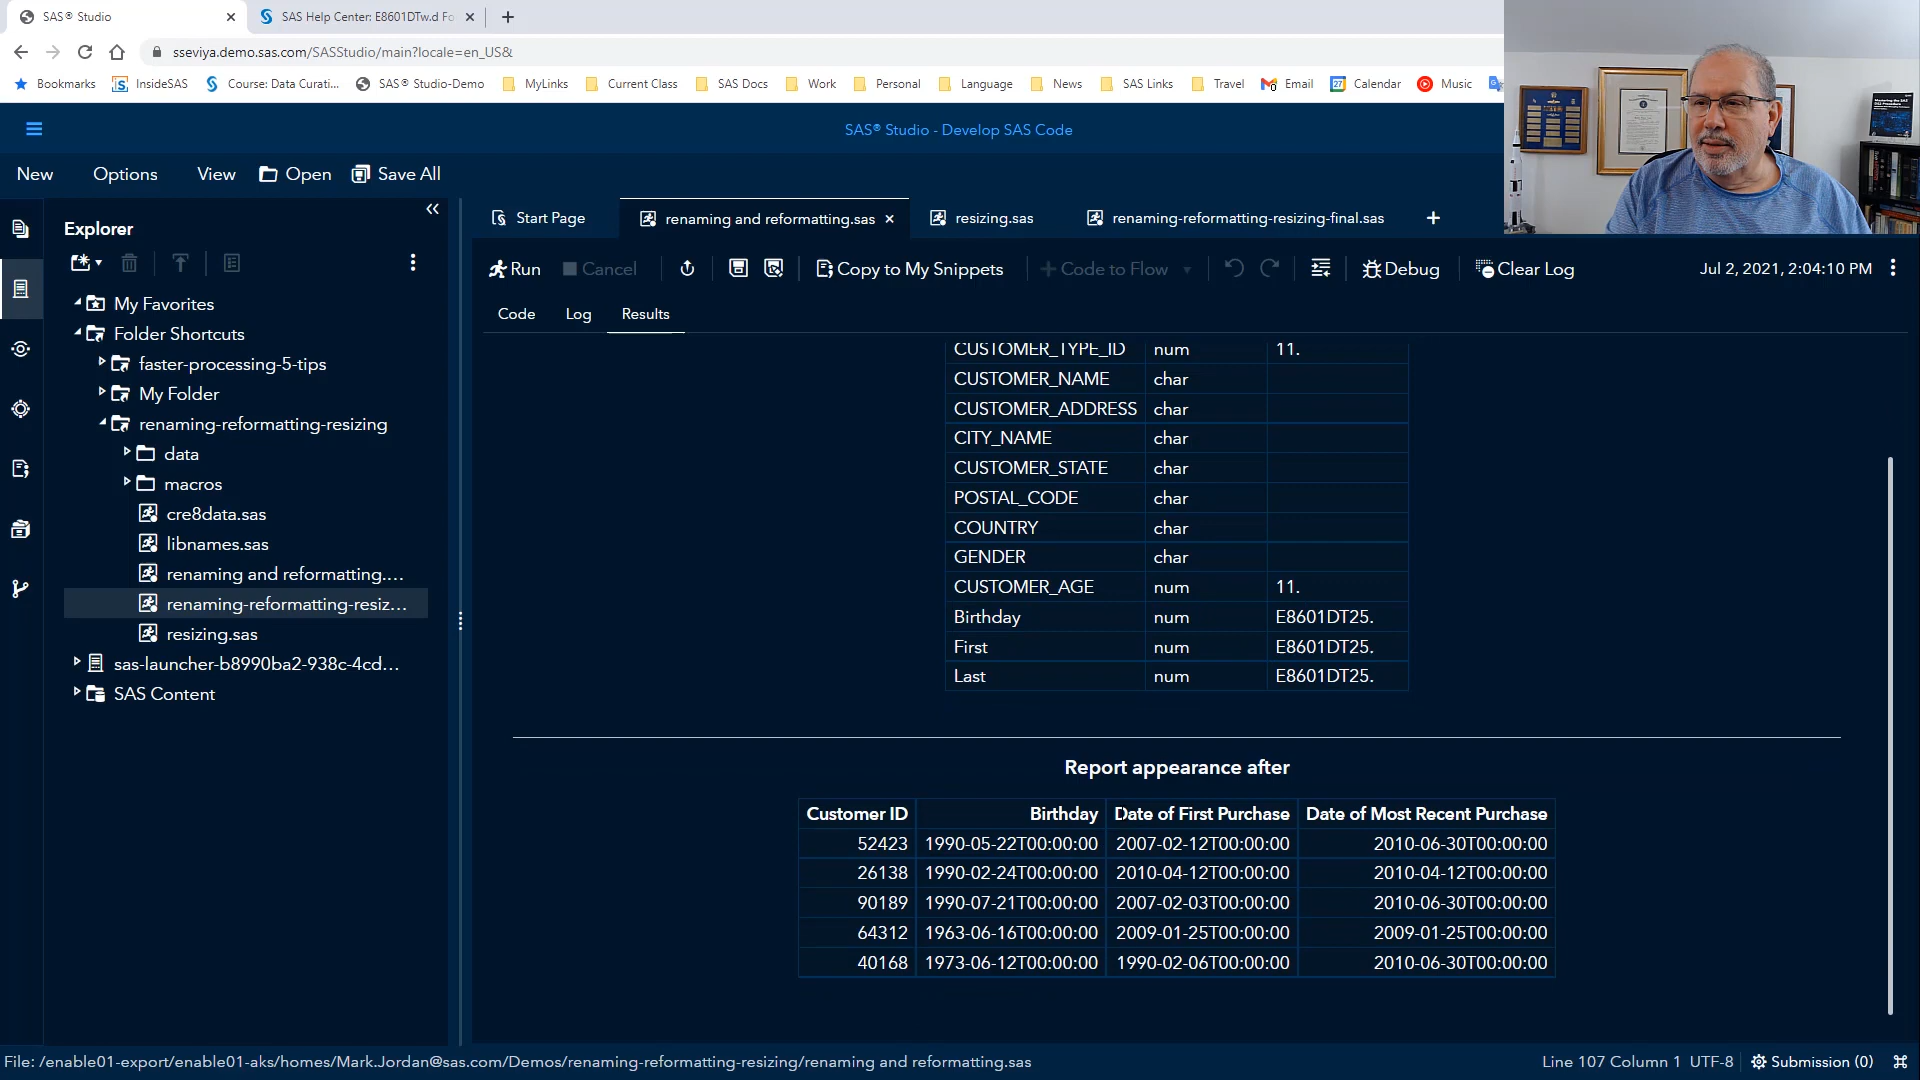 SAS® Studio
SAS Help Center: E8601DTw.d Fo
sseviya.demo.sas.com/SASStudio/main?locale=en_US&
Bookmarks InsideSAS Course: Data Curati... SAS® Studio-Demo MyLinks Current Class SAS Docs Work Personal Language News SAS Links Travel Email 27 Calendar Music
SAS® Studio - Develop SAS Code
New Options View Open Save All
Explorer
My Favorites
Folder Shortcuts
faster-processing-5-tips
My Folder
renaming-reformatting-resizing
data
macros
cre8data.sas
libnames.sas
renaming and reformatting....
renaming-reformatting-resiz...
resizing.sas
sas-launcher-b8990ba2-938c-4cd...
SAS Content
Start Page renaming and reformatting.sas resizing.sas renaming-reformatting-resizing-final.sas
Run Cancel Copy to My Snippets Code to Flow Debug Clear Log Jul 2, 2021, 2:04:10 PM
Code Log Results
CUSTOMER_TYPE_ID num 11.
CUSTOMER_NAME char
CUSTOMER_ADDRESS char
CITY_NAME char
CUSTOMER_STATE char
POSTAL_CODE char
COUNTRY char
GENDER char
CUSTOMER_AGE num 11.
Birthday num E8601DT25.
First num E8601DT25.
Last num E8601DT25.
Report appearance after
Customer ID Birthday Date of First Purchase Date of Most Recent Purchase
52423 1990-05-22T00:00:00 2007-02-12T00:00:00 2010-06-30T00:00:00
26138 1990-02-24T00:00:00 2010-04-12T00:00:00 2010-04-12T00:00:00
90189 1990-07-21T00:00:00 2007-02-03T00:00:00 2010-06-30T00:00:00
64312 1963-06-16T00:00:00 2009-01-25T00:00:00 2009-01-25T00:00:00
40168 1973-06-12T00:00:00 1990-02-06T00:00:00 2010-06-30T00:00:00
File: /enable01-export/enable01-aks/homes/Mark.Jordan@sas.com/Demos/renaming-reformatting-resizing/renaming and reformatting.sas
Line 107 Column 1 UTF-8 Submission (0)